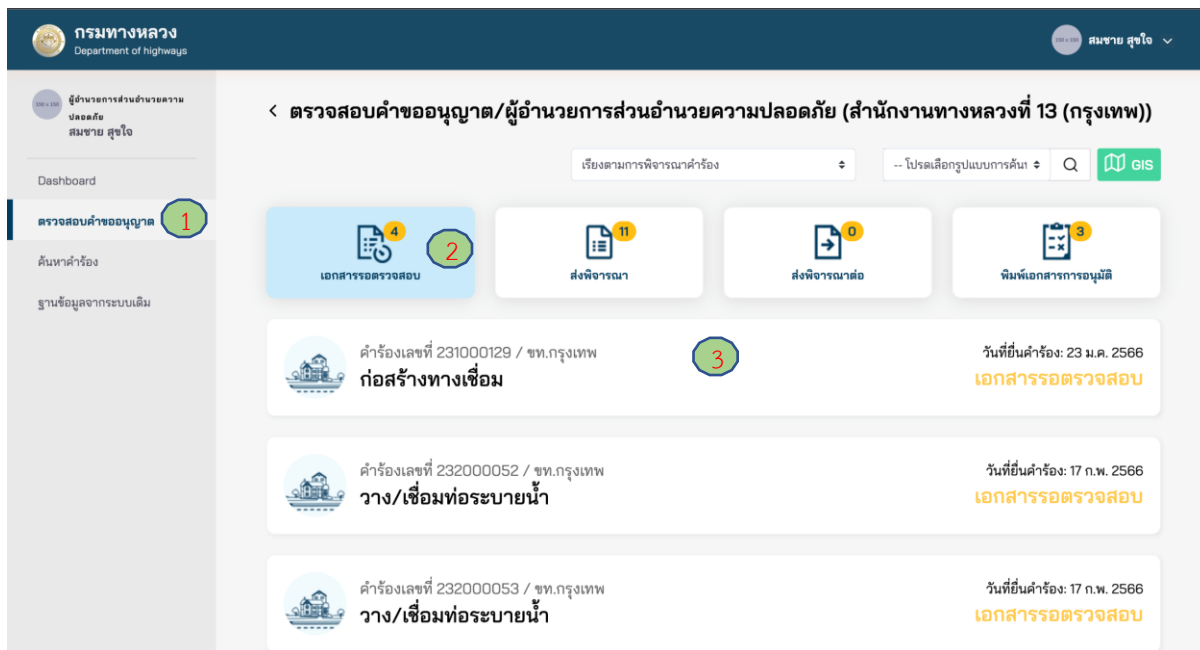 กรมทางหลวง
Department of highways
สมชาย สุขใจ
ผู้อำนวยการส่วนอำนวยความ
ปลอดภัย
สมชาย สุขใจ
Dashboard
ตรวจสอบคำขออนุญาต 1
ค้นหาคำร้อง
ฐานข้อมูลจากระบบเดิม
ตรวจสอบคำขออนุญาต/ผู้อำนวยการส่วนอำนวยความปลอดภัย (สำนักงานทางหลวงที่ 13 (กรุงเทพ))
เรียงตามการพิจารณาคำร้อง
-- โปรดเลือกรูปแบบการค้นหา
GIS
4
2
เอกสารรอตรวจสอบ
11
ส่งพิจารณา
0
ส่งพิจารณาต่อ
3
พิมพ์เอกสารการอนุมัติ
คำร้องเลขที่ 231000129 / ขท.กรุงเทพ
3
วันที่ยื่นคำร้อง: 23 ม.ค. 2566
ก่อสร้างทางเชื่อม
เอกสารรอตรวจสอบ
คำร้องเลขที่ 232000052 / ขท.กรุงเทพ
วันที่ยื่นคำร้อง: 17 ก.พ. 2566
วาง/เชื่อมท่อระบายน้ำ
เอกสารรอตรวจสอบ
คำร้องเลขที่ 232000053 / ขท.กรุงเทพ
วันที่ยื่นคำร้อง: 17 ก.พ. 2566
วาง/เชื่อมท่อระบายน้ำ
เอกสารรอตรวจสอบ